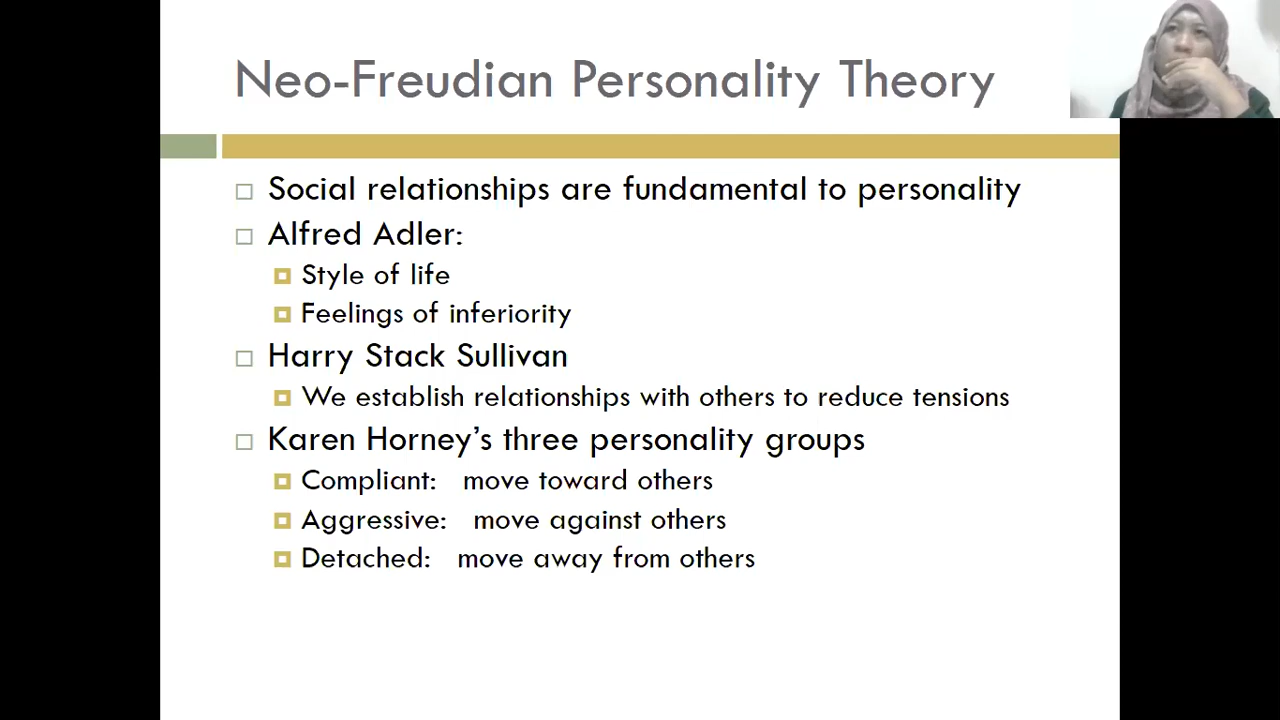 Neo-Freudian Personality Theory
Social relationships are fundamental to personality
Alfred Adler:
Style of life
Feelings of inferiority
Harry Stack Sullivan
We establish relationships with others to reduce tensions
Karen Horney’s three personality groups
Compliant: move toward others
Aggressive: move against others
Detached: move away from others